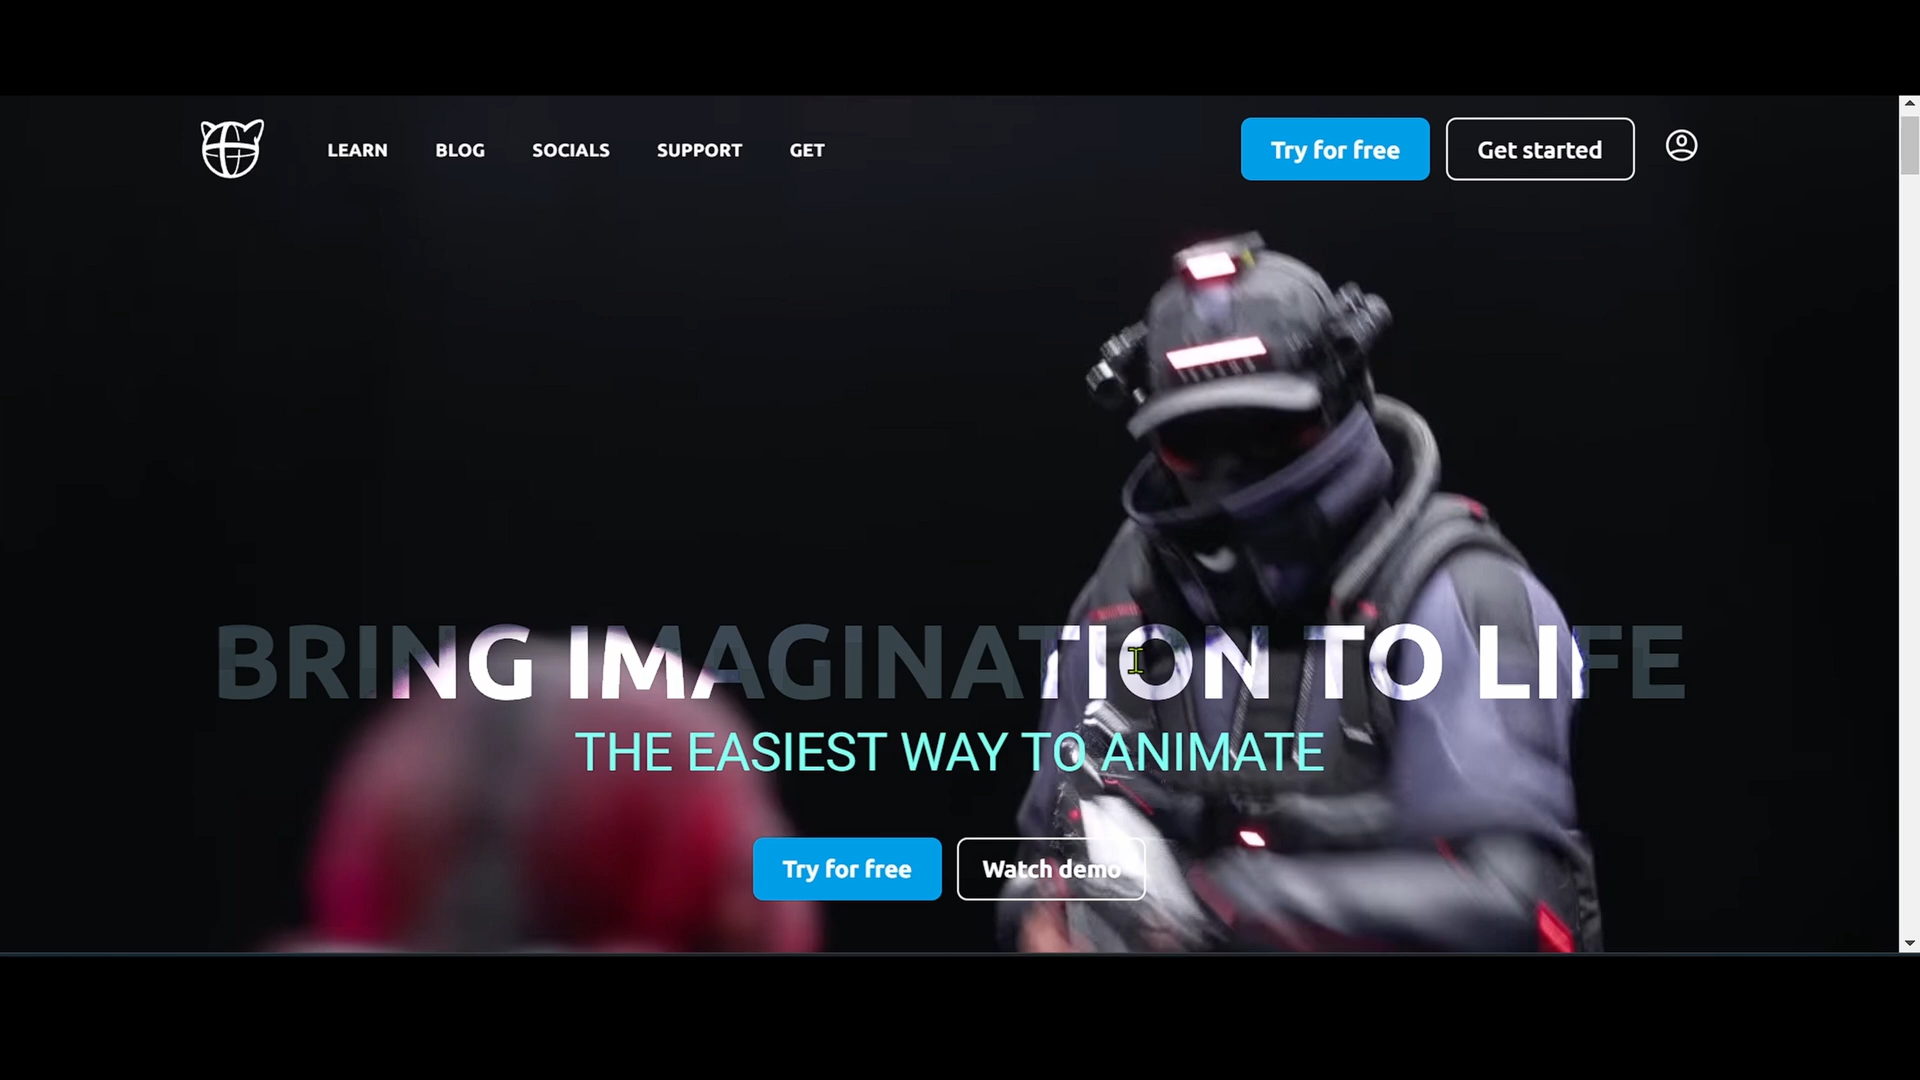 LEARN BLOG SOCIALS SUPPORT GET Try for free Get started
BRING IMAGINATION TO LIFE
THE EASIEST WAY TO ANIMATE
Try for free Watch demo